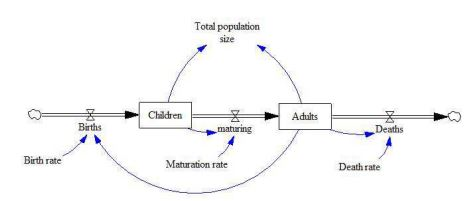 Total population
size
Children
Adults
Births
maturing
Deaths
Birth rate
Maturation rate
Death rate